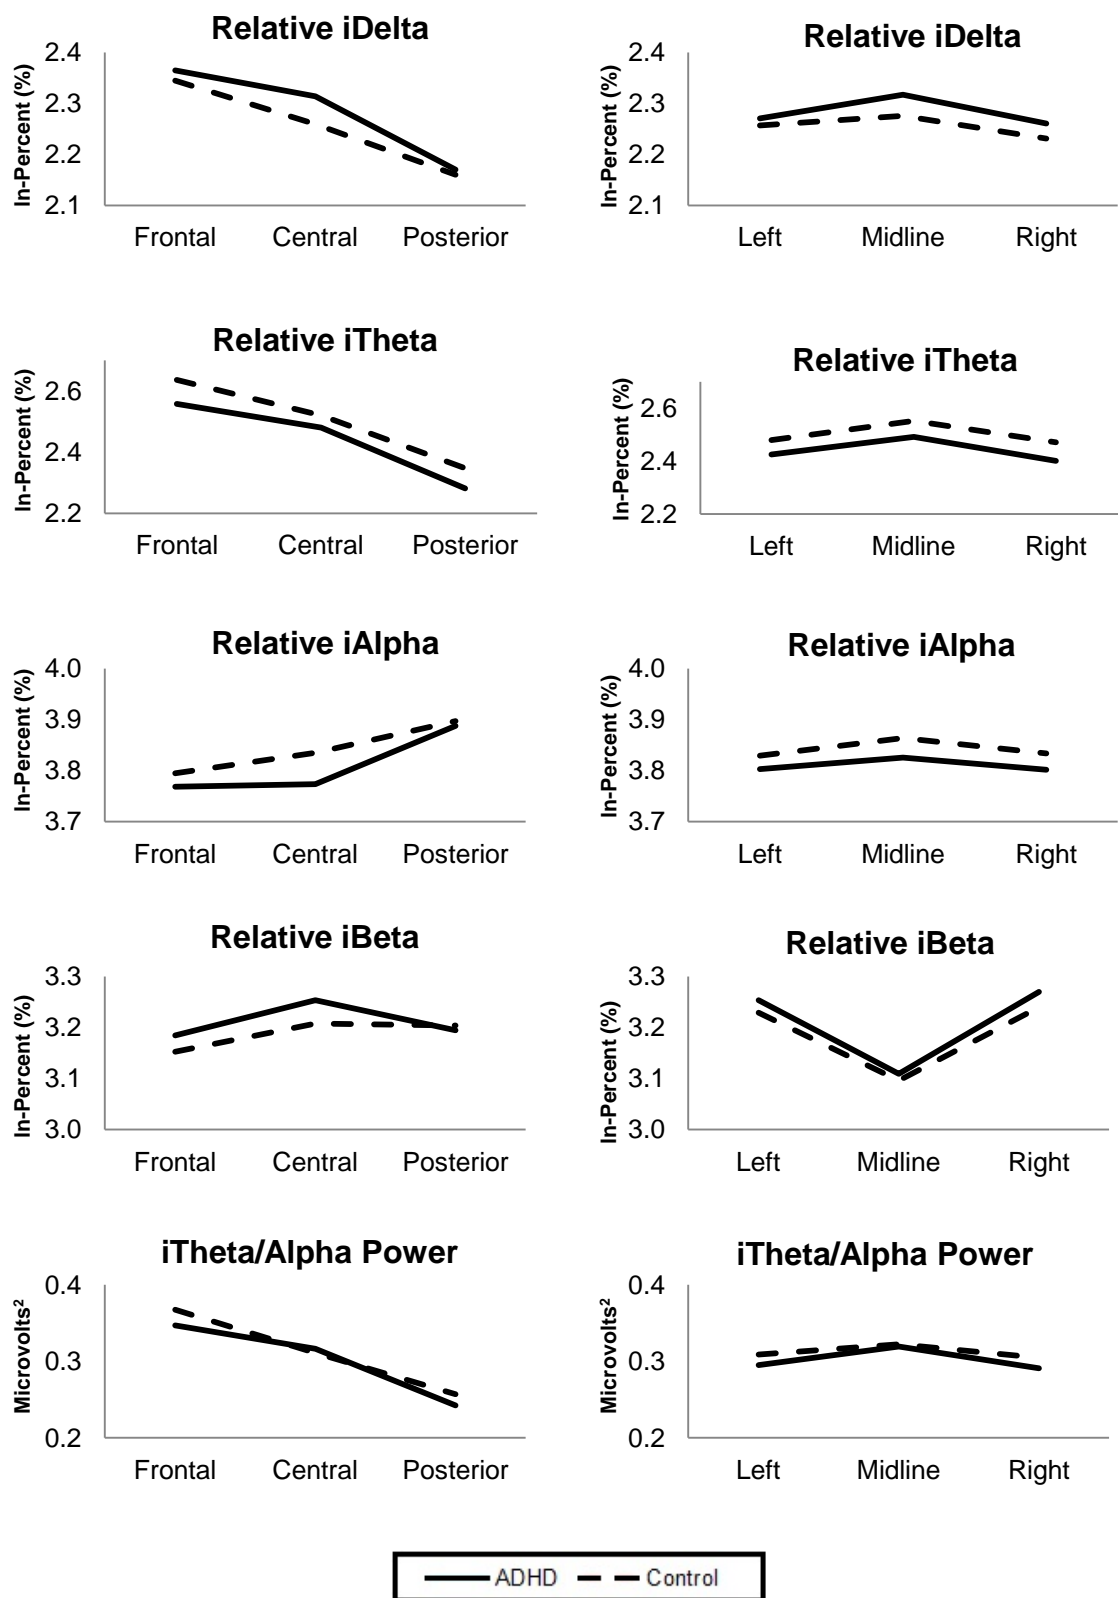 Relative iDelta
In-Percent (%)
2.4
2.3
2.2
2.1
Frontal Central Posterior
Relative iDelta
In-Percent (%)
2.4
2.3
2.2
2.1
Left Midline Right
Relative iTheta
In-Percent (%)
2.6
2.4
2.2
Frontal Central Posterior
Relative iTheta
In-Percent (%)
2.6
2.4
2.2
Left Midline Right
Relative iAlpha
In-Percent (%)
4.0
3.9
3.8
3.7
Frontal Central Posterior
Relative iAlpha
In-Percent (%)
4.0
3.9
3.8
3.7
Left Midline Right
Relative iBeta
In-Percent (%)
3.3
3.2
3.1
3.0
Frontal Central Posterior
Relative iBeta
In-Percent (%)
3.3
3.2
3.1
3.0
Left Midline Right
iTheta/Alpha Power
Microvolts²
0.4
0.3
0.2
Frontal Central Posterior
iTheta/Alpha Power
Microvolts²
0.4
0.3
0.2
Left Midline Right
ADHD Control